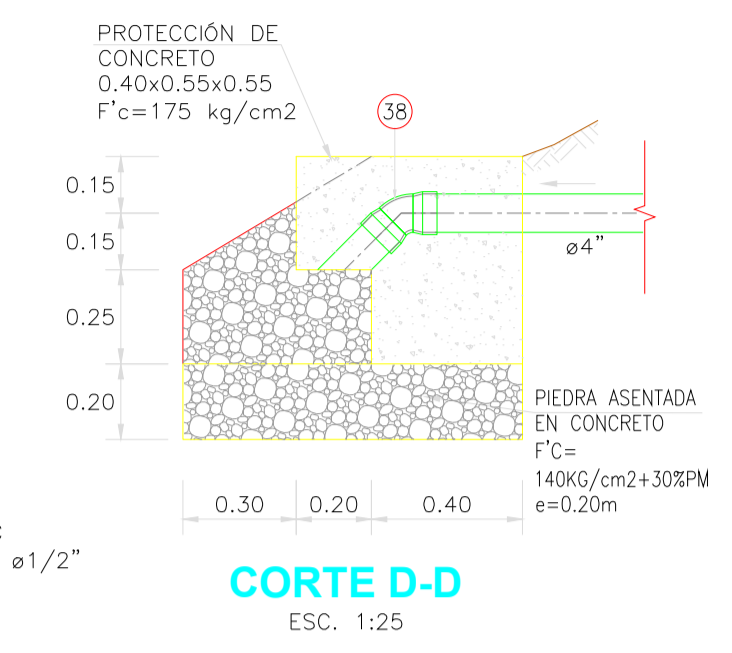 PROTECCIÓN DE
CONCRETO
0.40x0.55x0.55
F'c=175 kg/cm2
38
0.15
0.15
0.25
0.20
ø4"
PIEDRA ASENTADA
EN CONCRETO
F'C=
140KG/cm2+30%PM
e=0.20m
0.30
0.20
0.40
ø1/2"
CORTE D-D
ESC. 1:25